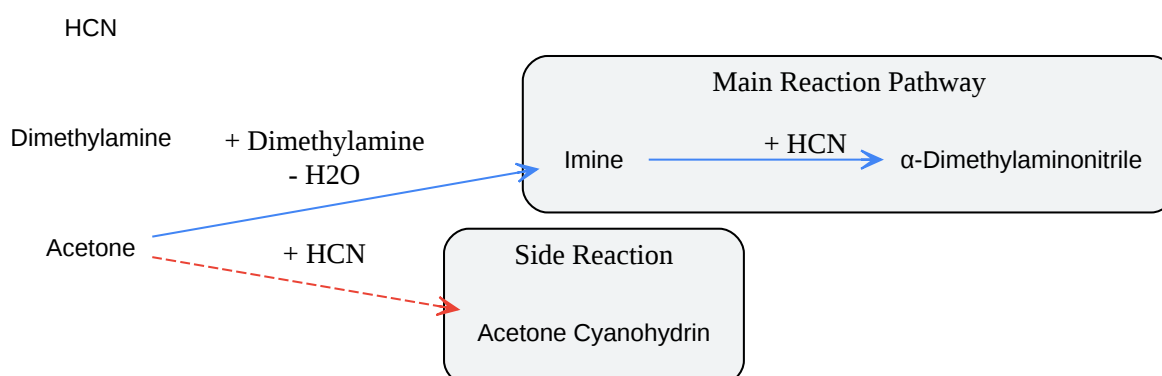 HCN
Main Reaction Pathway
Dimethylamine
+ Dimethylamine
- H2O
Imine
+ HCN
α-Dimethylaminonitrile
Acetone
+ HCN
Side Reaction
Acetone Cyanohydrin